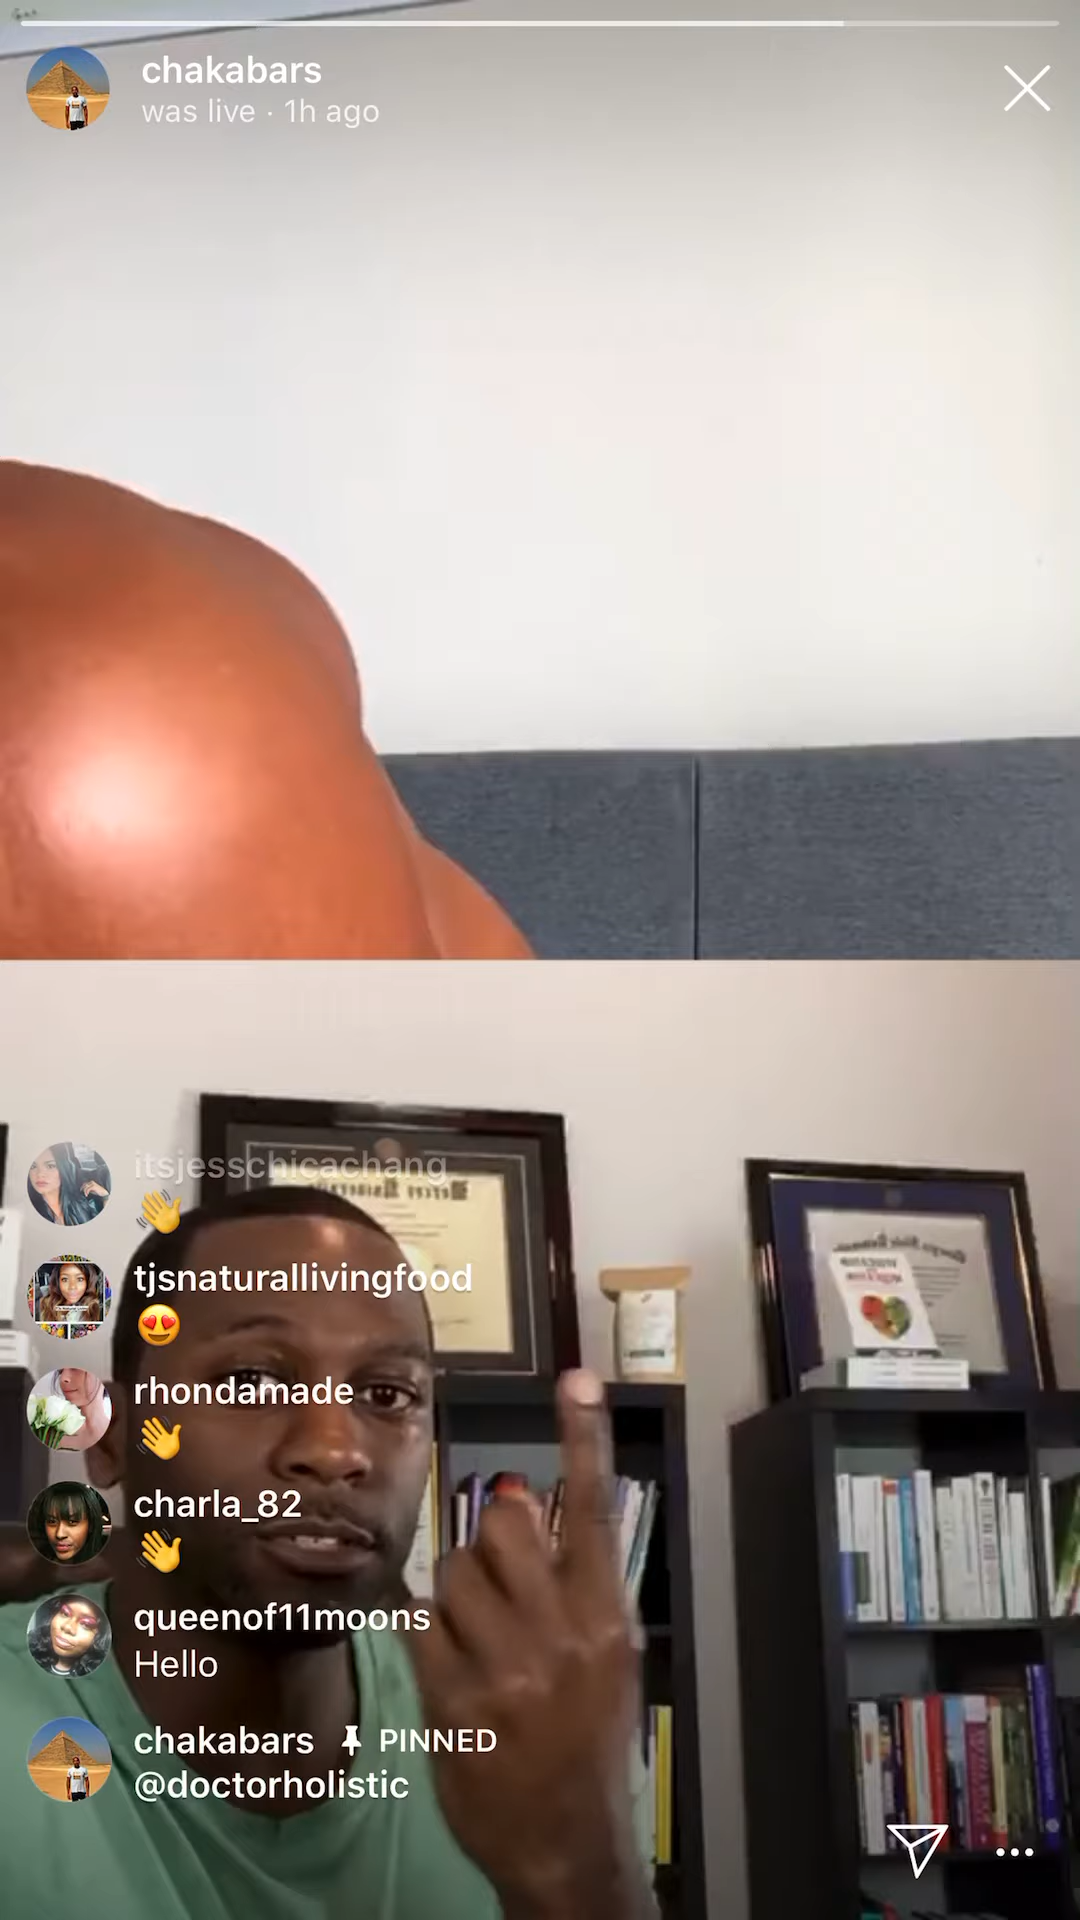 chakabars
was live · 1h ago
itsjesschicachang
👋
tjsnaturallivingfood
😍
rhondamade
👋
charla_82
👋
queenof11moons
Hello
chakabars 📌 PINNED
@doctorholistic